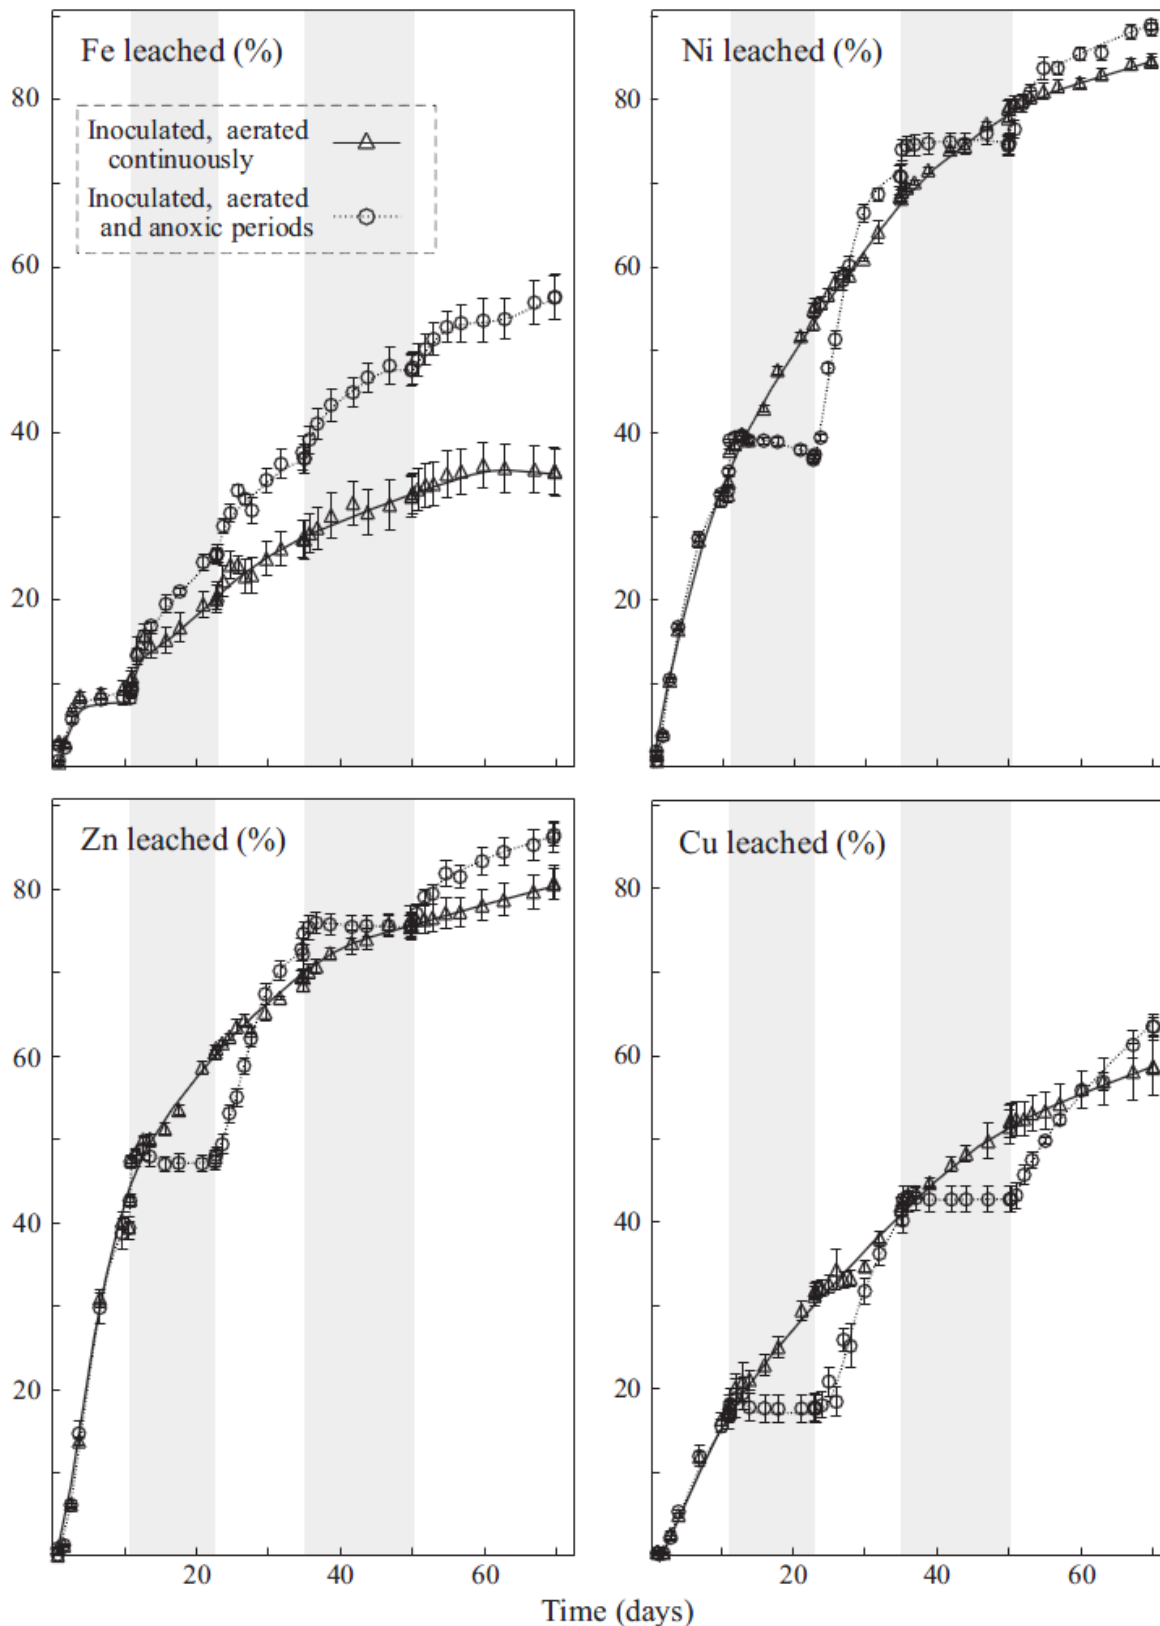 Fe leached (%)
Ni leached (%)
80
60
40
20
Inoculated, aerated
continuously
Inoculated, aerated
and anoxic periods
80
60
40
20
Zn leached (%)
Cu leached (%)
80
60
40
20
80
60
40
20
20 40 60
20 40 60
Time (days)